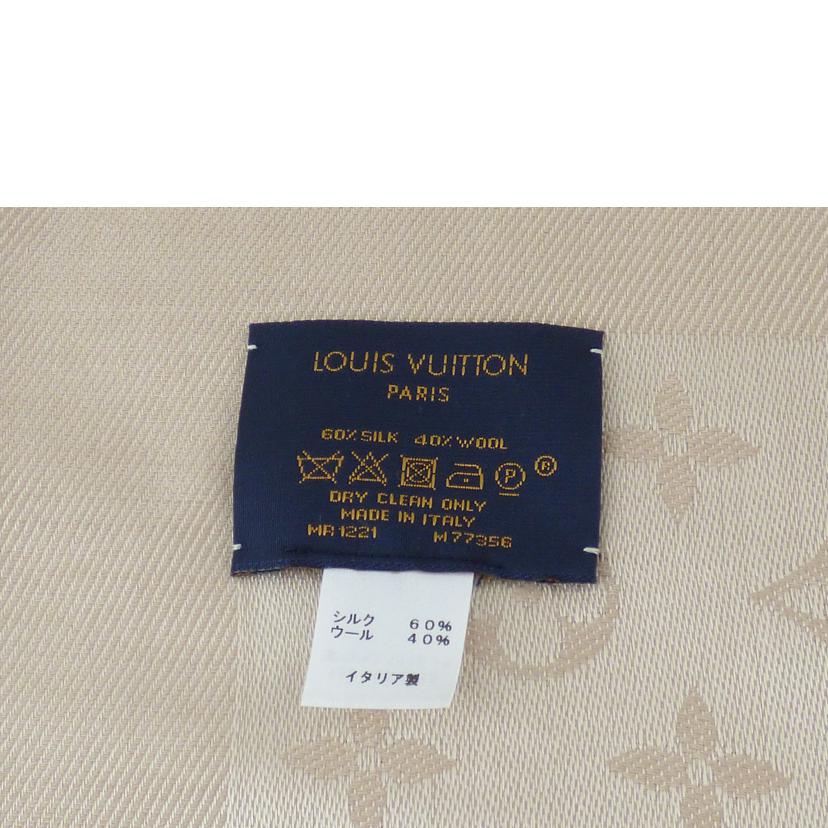 LOUIS VUITTON
PARIS
60% SILK 40% WOOL
P ®
DRY CLEAN ONLY
MADE IN ITALY
MR1221 M77356
シルク 60%
ウール 40%
イタリア製